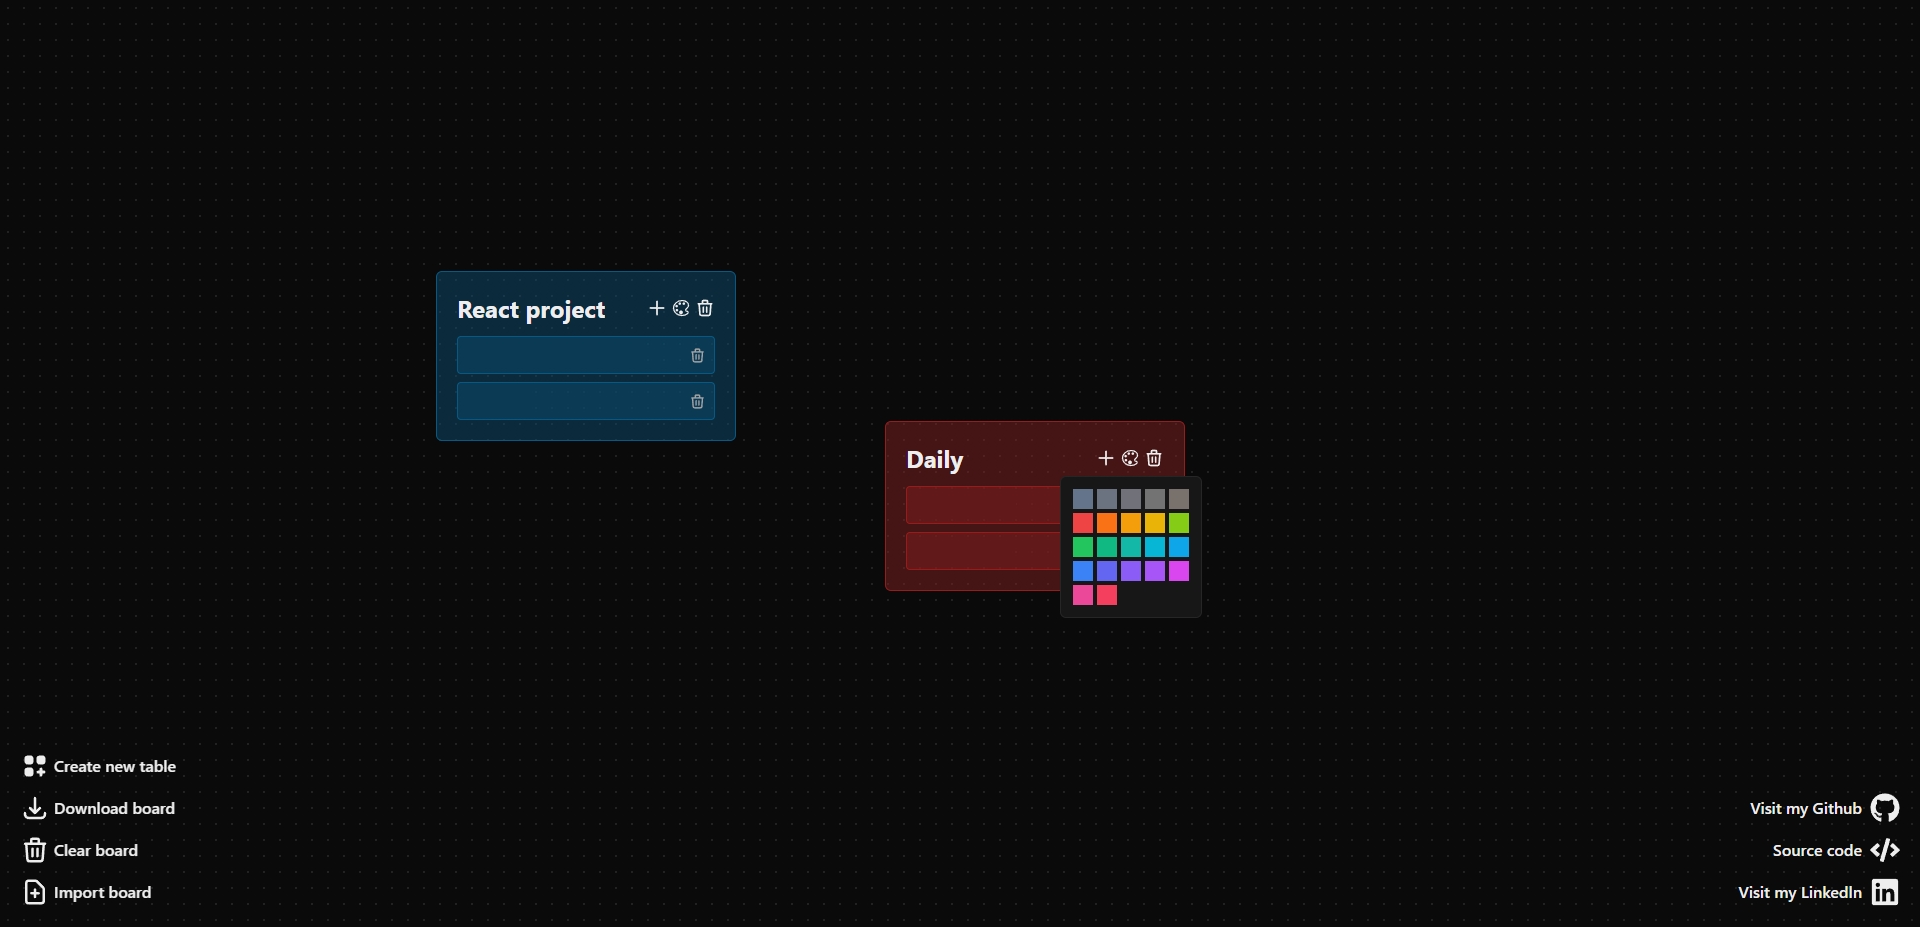 React project
Daily
Create new table
Download board
Clear board
Import board
Visit my Github
Source code
Visit my LinkedIn